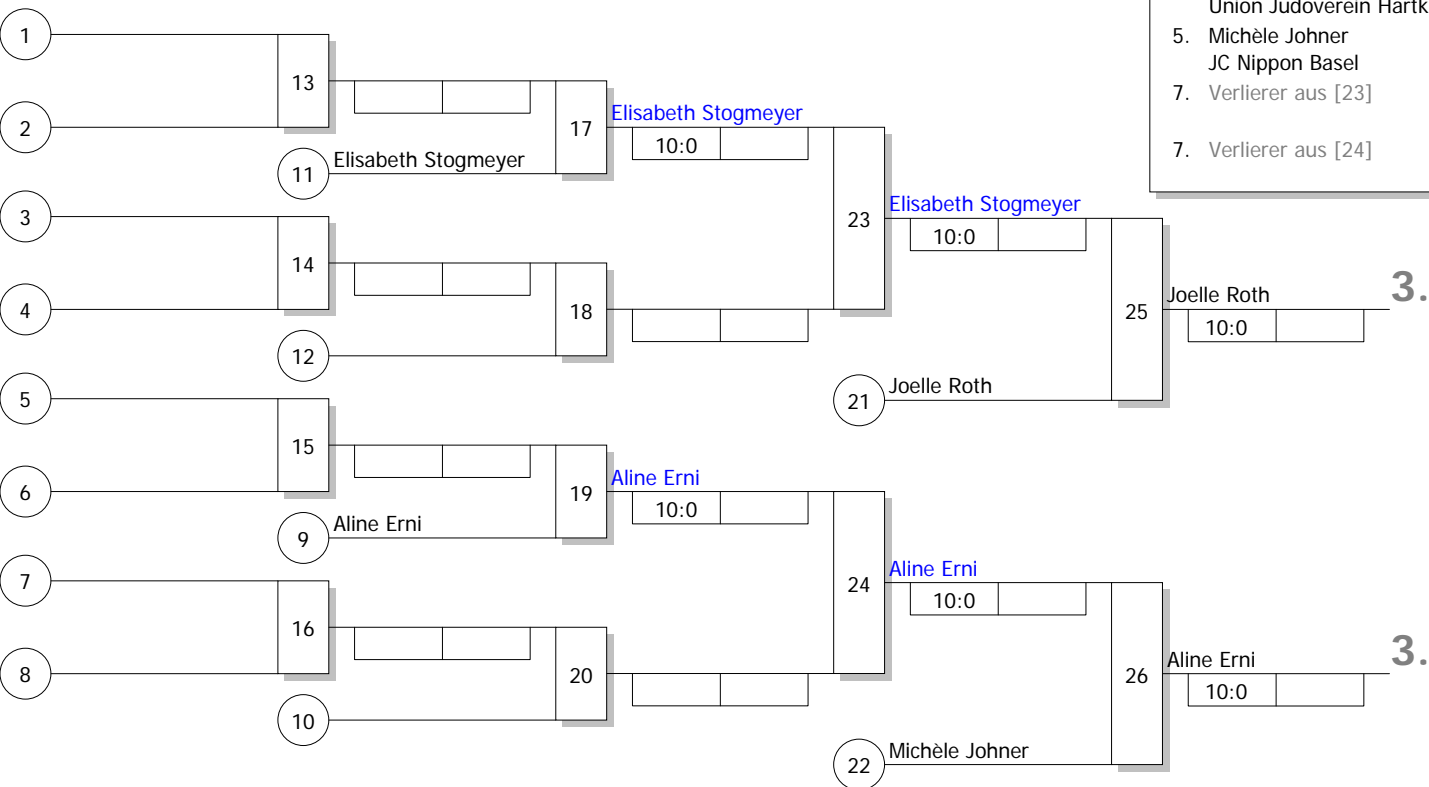 Union Judoverein Hartk
5. Michèle Johner
JC Nippon Basel
7. Verlierer aus [23]
7. Verlierer aus [24]
1
13
2
17
Elisabeth Stogmeyer
10:0
11
Elisabeth Stogmeyer
3
14
4
18
12
23
Elisabeth Stogmeyer
10:0
25
Joelle Roth
10:0
3.
21
Joelle Roth
5
15
6
19
Aline Erni
10:0
9
Aline Erni
7
16
8
20
10
24
Aline Erni
10:0
26
Aline Erni
10:0
3.
22
Michèle Johner